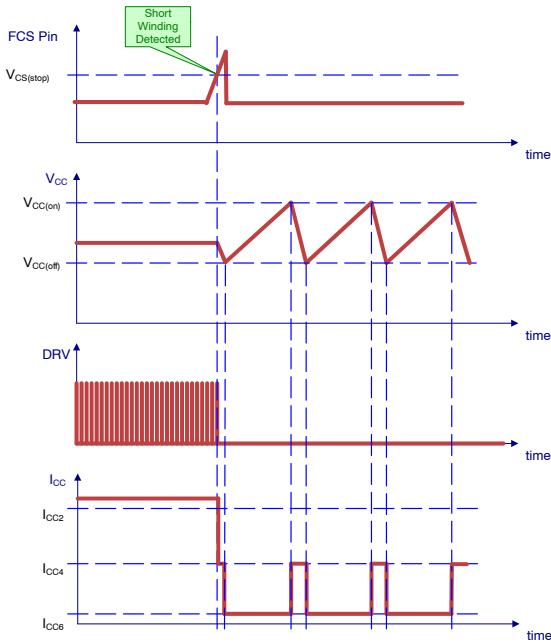 Short
Winding
Detected
FCS Pin
VCS(stop)
time
VCC
VCC(on)
VCC(off)
time
DRV
time
ICC
ICC2
ICC4
ICC6
time